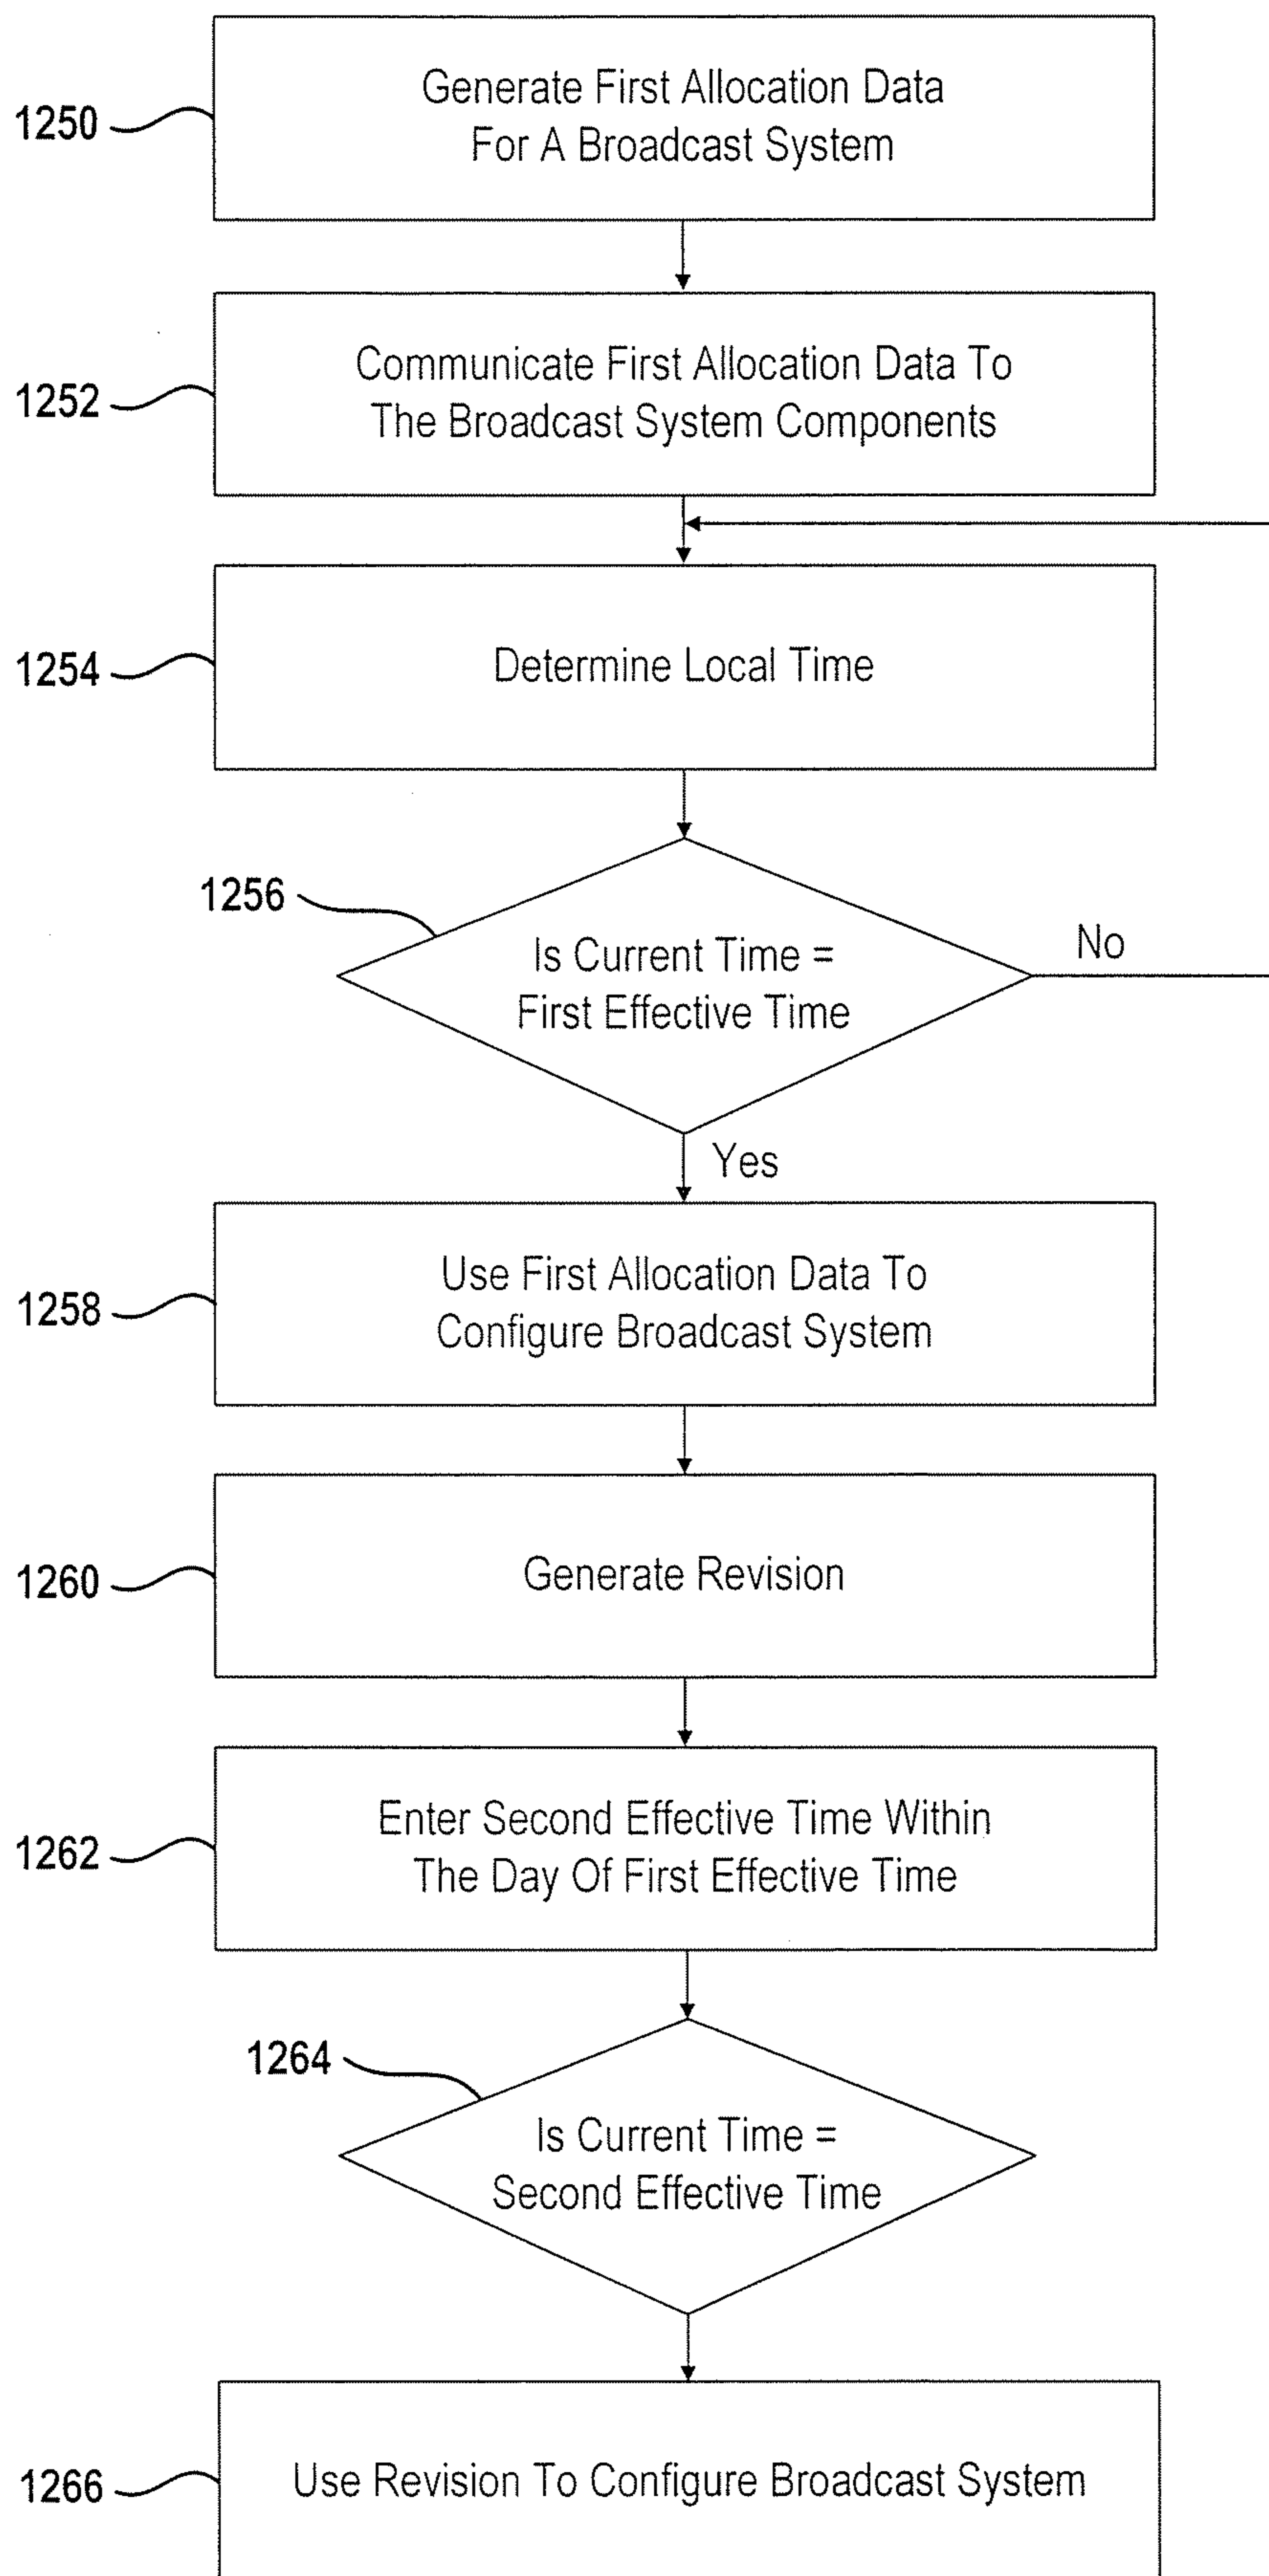 1250
Generate First Allocation Data
For A Broadcast System
1252
Communicate First Allocation Data To
The Broadcast System Components
1254
Determine Local Time
1256
Is Current Time =
First Effective Time
No
Yes
1258
Use First Allocation Data To
Configure Broadcast System
1260
Generate Revision
1262
Enter Second Effective Time Within
The Day Of First Effective Time
1264
Is Current Time =
Second Effective Time
1266
Use Revision To Configure Broadcast System